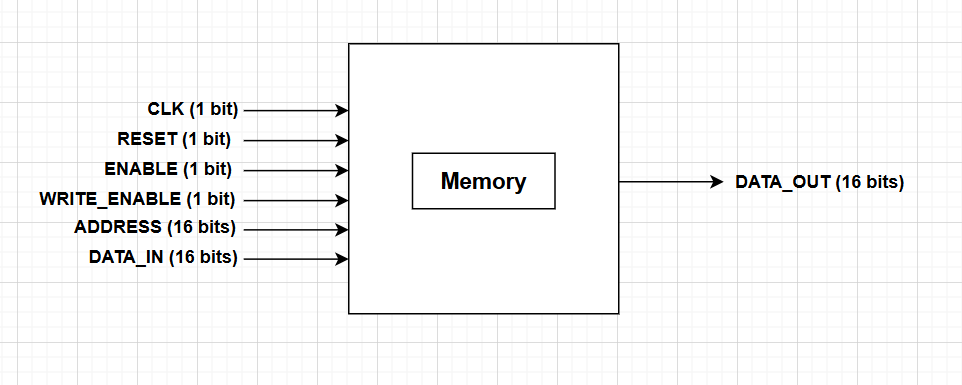 CLK (1 bit)
RESET (1 bit)
ENABLE (1 bit)
WRITE_ENABLE (1 bit)
ADDRESS (16 bits)
DATA_IN (16 bits)
Memory
DATA_OUT (16 bits)